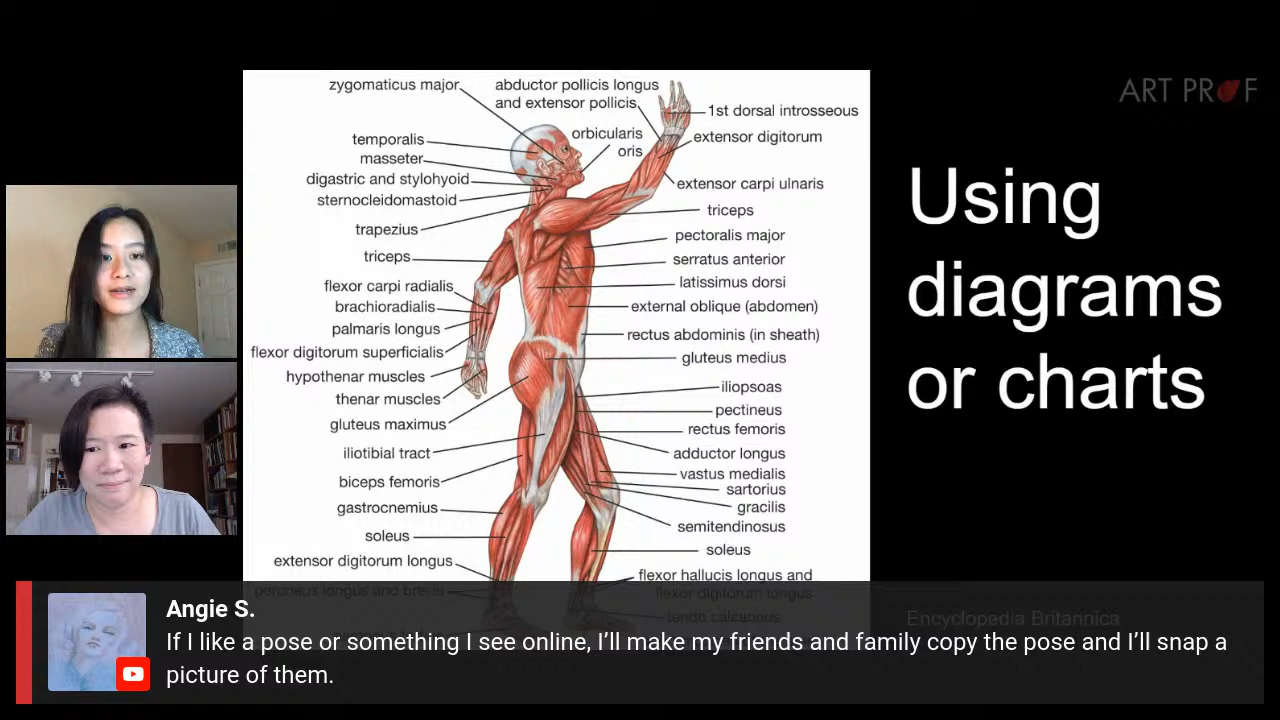 ART PROF
Using
diagrams
or charts
zygomaticus major
temporalis
masseter
digastric and stylohyoid
sternocleidomastoid
trapezius
triceps
flexor carpi radialis
brachioradialis
palmaris longus
flexor digitorum superficialis
hypothenar muscles
thenar muscles
gluteus maximus
iliotibial tract
biceps femoris
gastrocnemius
soleus
extensor digitorum longus
peroneus longus and brevis
abductor pollicis longus
and extensor pollicis
orbicularis
oris
1st dorsal introsseous
extensor digitorum
extensor carpi ulnaris
triceps
pectoralis major
serratus anterior
latissimus dorsi
external oblique (abdomen)
rectus abdominis (in sheath)
gluteus medius
iliopsoas
pectineus
rectus femoris
adductor longus
vastus medialis
sartorius
gracilis
semitendinosus
soleus
flexor hallucis longus and
flexor digitorum longus
tendo calcaneous
Encyclopedia Britannica
Angie S.
If I like a pose or something I see online, I’ll make my friends and family copy the pose and I’ll snap a
picture of them.